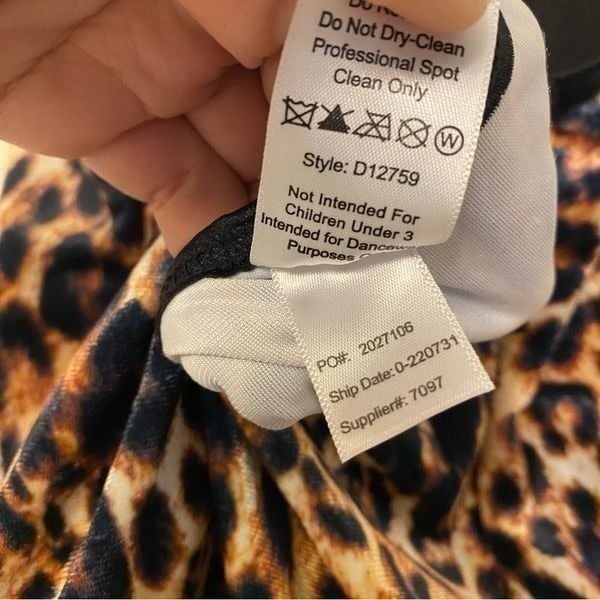 Do Not Dry-Clean
Professional Spot
Clean Only
W
Style: D12759
Not Intended For
Children Under 3
Intended for
Purposes
PO#. 2027106
Ship Date: 0-220731
Supplier#: 7097